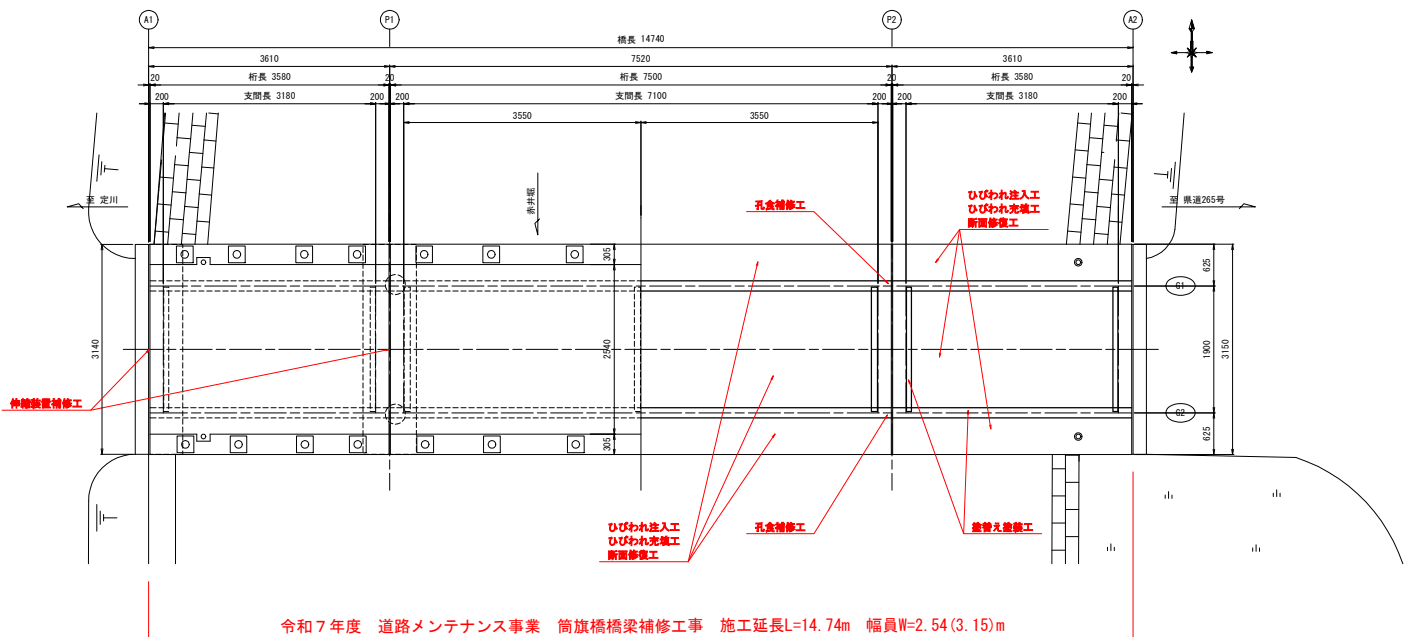 A1
P1
P2
A2
橋長 14740
3610
7520
3610
20
桁長 3580
20
桁長 7500
20
桁長 3580
20
200
支間長 3180
200
200
支間長 7100
200
200
支間長 3180
200
3550
3550
至 定川
赤井堀
至 県道265号
孔食補修工
ひびわれ注入工
ひびわれ充填工
断面修復工
305
625
G1
3140
2540
1900
3150
伸縮装置補修工
G2
305
625
ひびわれ注入工
ひびわれ充填工
断面修復工
孔食補修工
塗替え塗装工
令和7年度 道路メンテナンス事業 筒旗橋橋梁補修工事 施工延長L=14.74m 幅員W=2.54(3.15)m